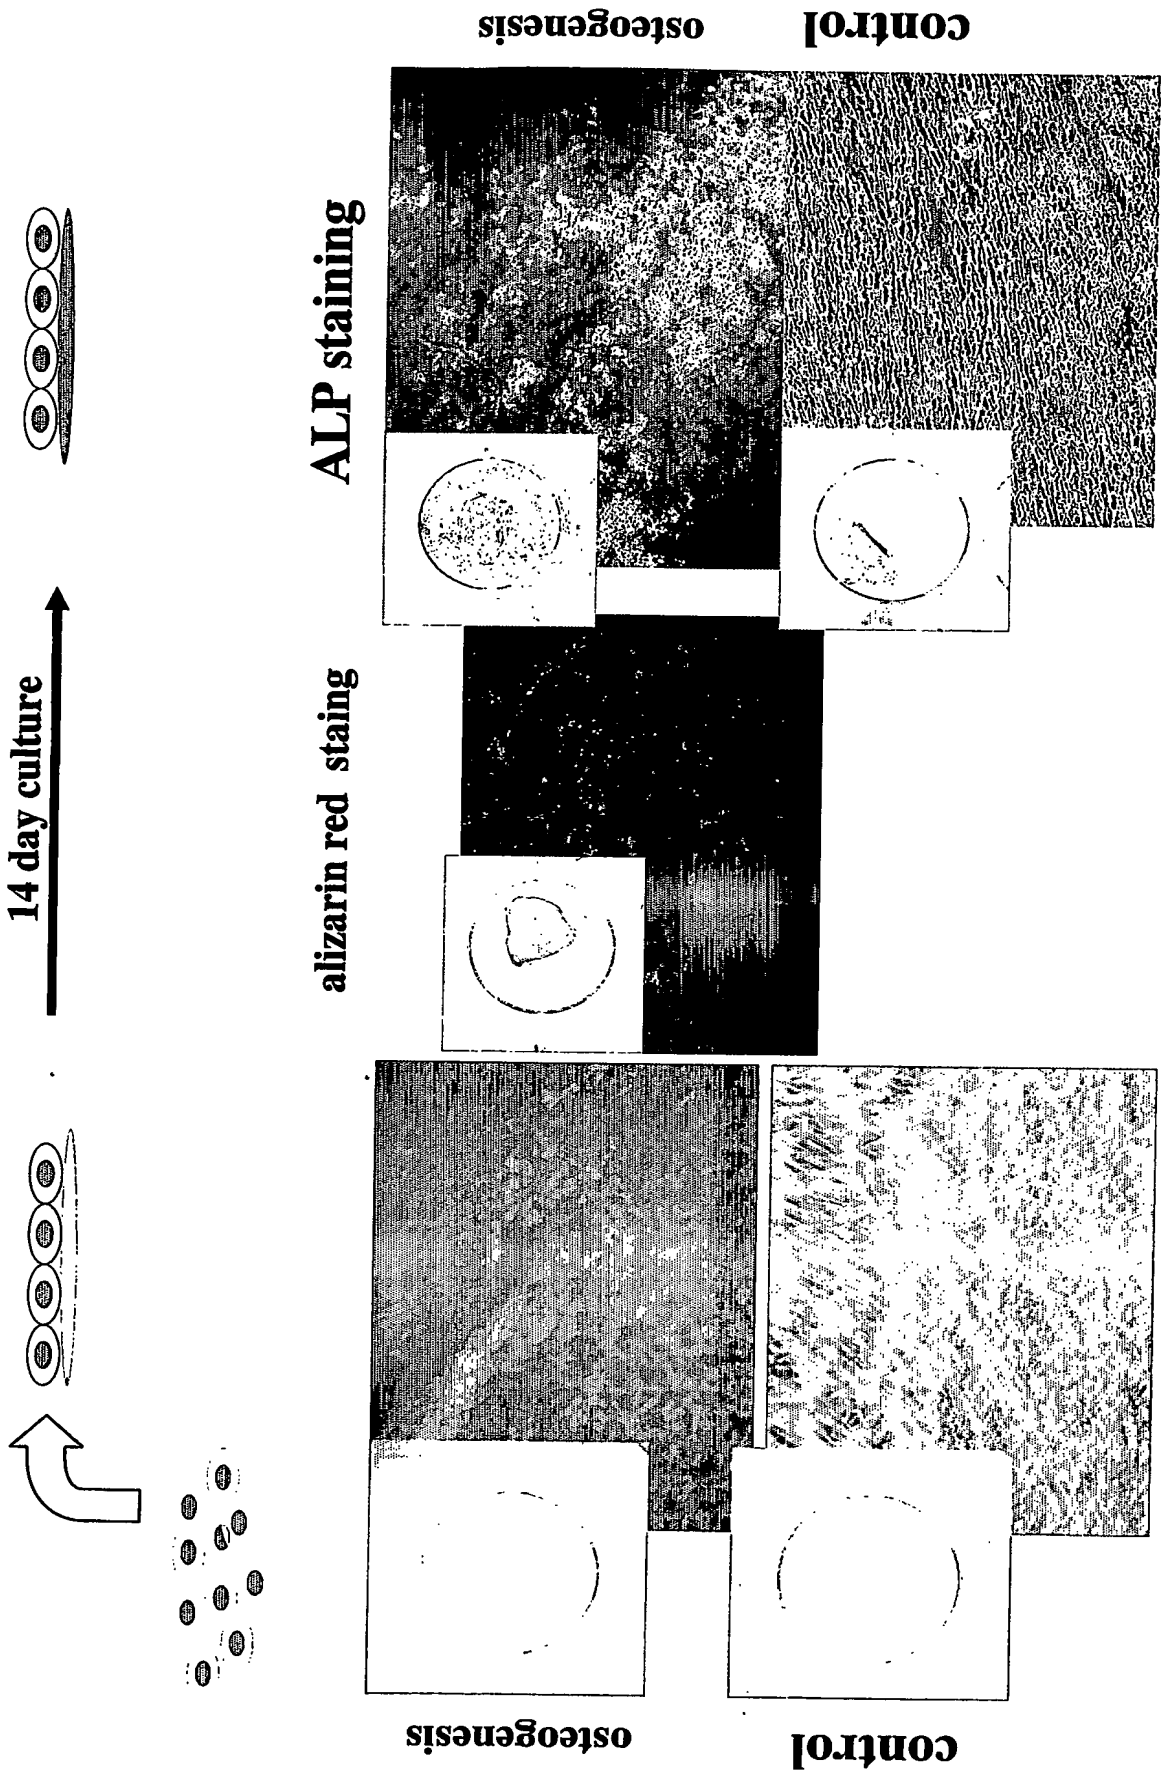 14 day culture
alizarin red staing
ALP staining
osteogenesis
control
osteogenesis
control